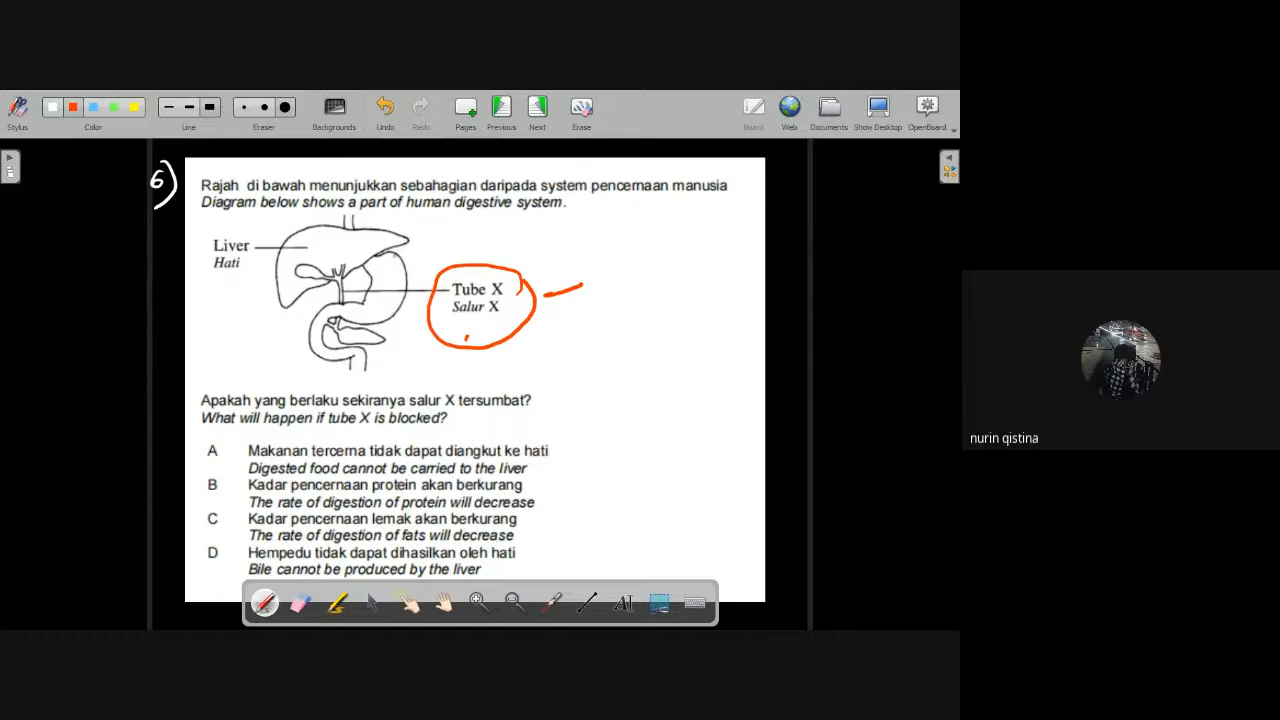 Stylus
Color
Line
Eraser
Backgrounds
Undo
Redo
Pages
Previous
Next
Erase
Board
Web
Documents
Show Desktop
OpenBoard
6)
Rajah di bawah menunjukkan sebahagian daripada system pencernaan manusia
Diagram below shows a part of human digestive system.
Liver
Hati
Tube X
Salur X
Apakah yang berlaku sekiranya salur X tersumbat?
What will happen if tube X is blocked?
A Makanan tercerna tidak dapat diangkut ke hati
Digested food cannot be carried to the liver
B Kadar pencernaan protein akan berkurang
The rate of digestion of protein will decrease
C Kadar pencernaan lemak akan berkurang
The rate of digestion of fats will decrease
D Hempedu tidak dapat dihasilkan oleh hati
Bile cannot be produced by the liver
AI
nurin qistina